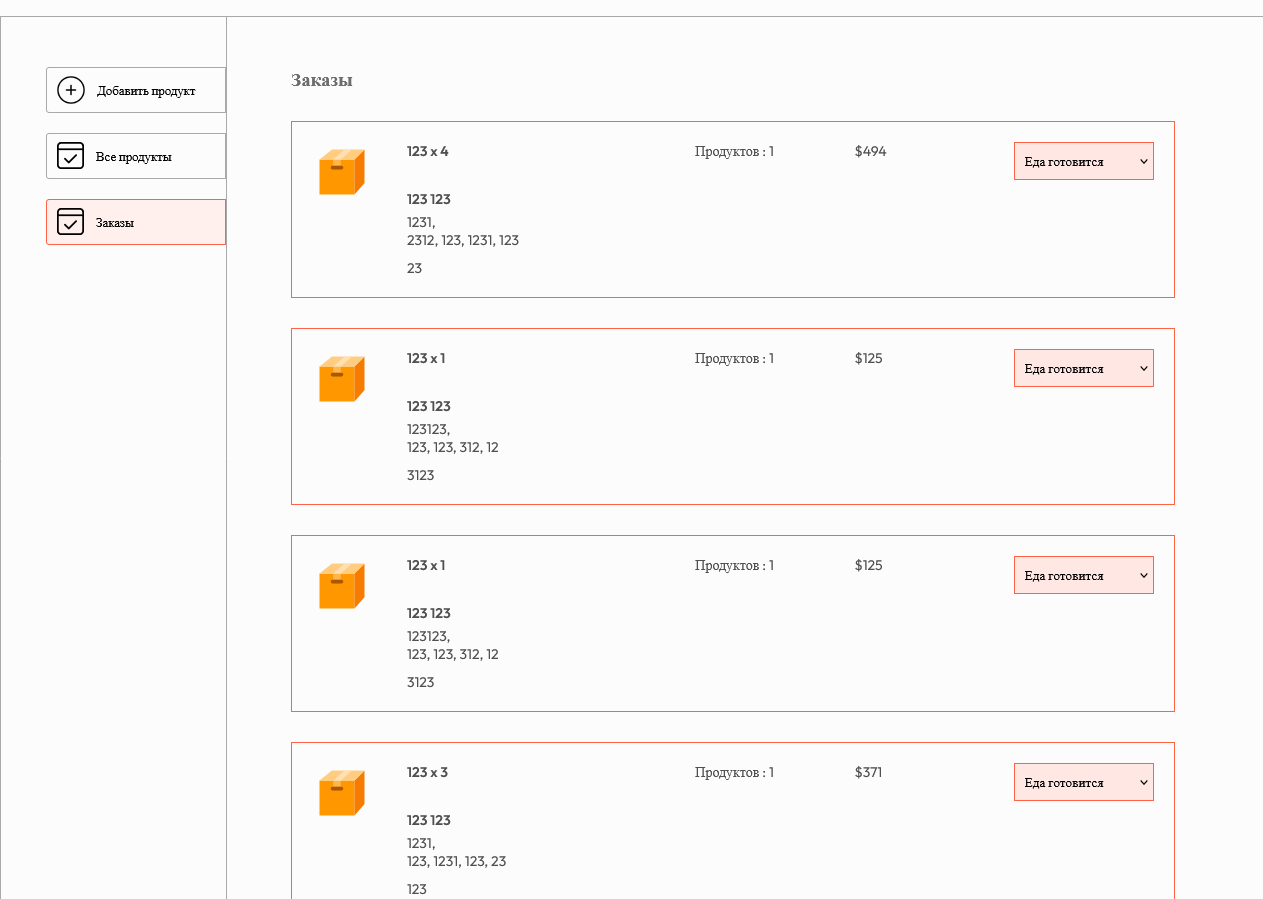 Добавить продукт
Все продукты
Заказы
Заказы
123 x 4
Продуктов : 1
$494
Еда готовится
123 123
1231,
2312, 123, 1231, 123
23
123 x 1
Продуктов : 1
$125
Еда готовится
123 123
123123,
123, 123, 312, 12
3123
123 x 1
Продуктов : 1
$125
Еда готовится
123 123
123123,
123, 123, 312, 12
3123
123 x 3
Продуктов : 1
$371
Еда готовится
123 123
1231,
123, 1231, 123, 23
123